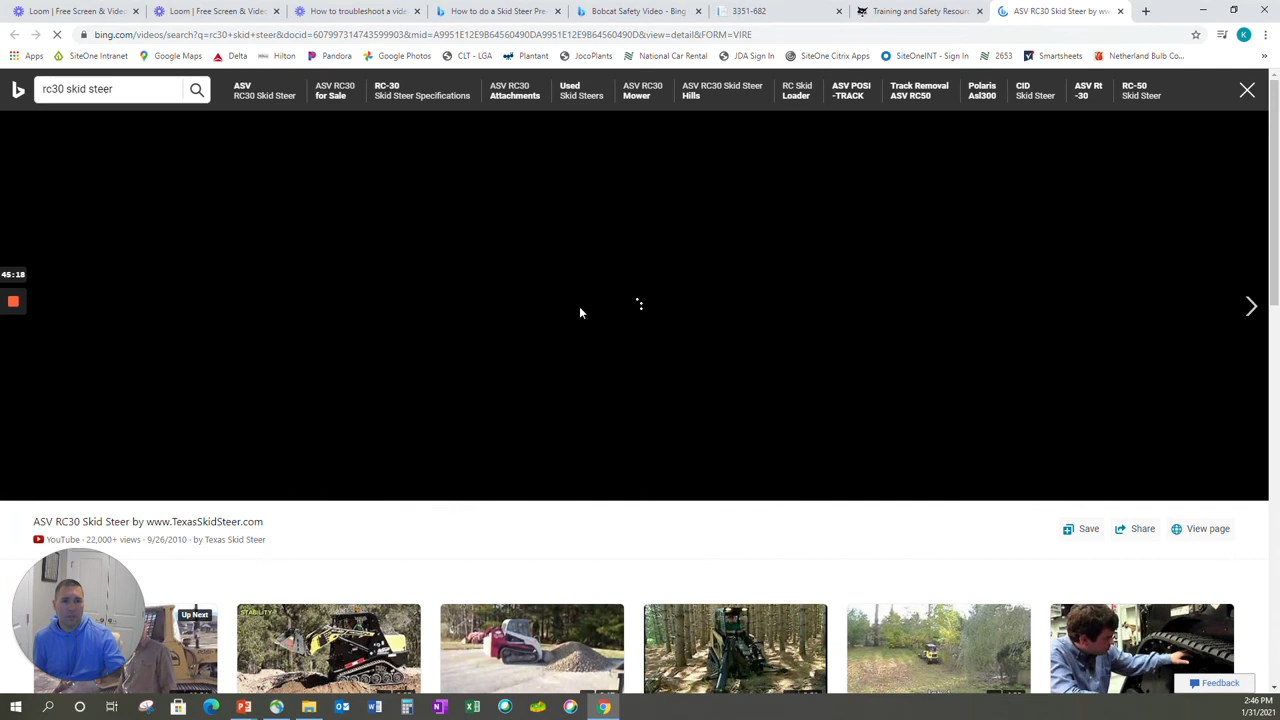 Loom | Free Screen & Video
Loom | Free Screen & Video
How to troubleshoot a vide
How to do a Skid Steer Pre
Bobcat Safety Video - Bing
3351-682
Training and Safety Resour
ASV RC30 Skid Steer by ww
bing.com/videos/search?q=rc30+skid+steer&docid=607997314743599903&mid=A9951E12E9B64560490DA9951E12E9B64560490D&view=detail&FORM=VIRE
K
Apps
SiteOne Intranet
Google Maps
Delta
Hilton
Pandora
Google Photos
CLT - LGA
Plantant
JocoPlants
National Car Rental
JDA Sign In
SiteOne Citrix Apps
SiteOneINT - Sign In
2653
Smartsheets
Netherland Bulb Co...
rc30 skid steer
ASV
RC30 Skid Steer
ASV RC30
for Sale
RC-30
Skid Steer Specifications
ASV RC30
Attachments
Used
Skid Steers
ASV RC30
Mower
ASV RC30 Skid Steer
Hills
RC Skid
Loader
ASV POSI
-TRACK
Track Removal
ASV RC50
Polaris
Asl300
CID
Skid Steer
ASV Rt
-30
RC-50
Skid Steer
45:18
ASV RC30 Skid Steer by www.TexasSkidSteer.com
YouTube · 22,000+ views · 9/26/2010 · by Texas Skid Steer
Save
Share
View page
Up Next
STABILITY
Feedback
2:46 PM
1/31/2021